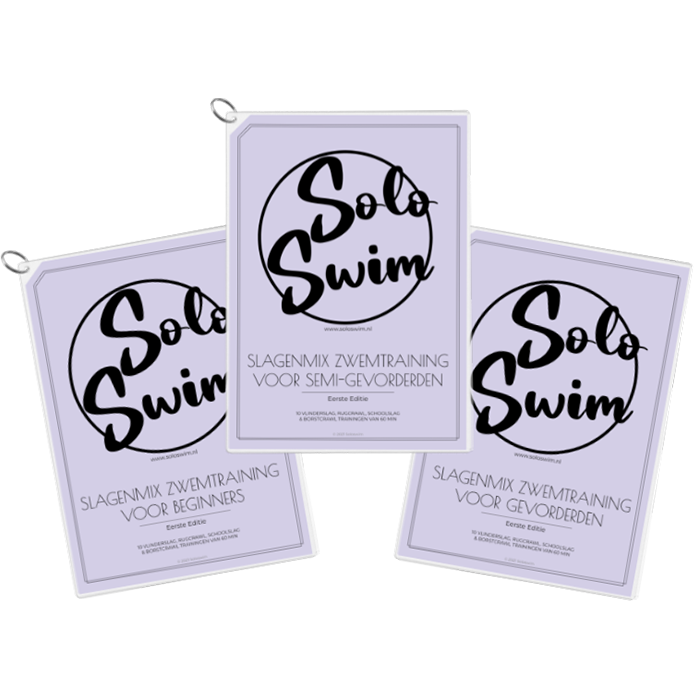 Solo
Swim
www.soloswim.nl
SLAGENMIX ZWEMTRAINING
VOOR SEMI-GEVORDERDEN
Eerste Editie
10 VLINDERSLAG, RUGCRAWL, SCHOOLSLAG
& BORSTCRAWL TRAININGEN VAN 60 MIN
Solo
Swim
www.soloswim.nl
SLAGENMIX ZWEMTRAINING
VOOR BEGINNERS
Eerste Editie
10 VLINDERSLAG, RUGCRAWL, SCHOOLSLAG
& BORSTCRAWL TRAININGEN VAN 60 MIN
Solo
Swim
www.soloswim.nl
SLAGENMIX ZWEMTRAINING
VOOR GEVORDERDEN
Eerste Editie
10 VLINDERSLAG, RUGCRAWL, SCHOOLSLAG
& BORSTCRAWL TRAININGEN VAN 60 MIN